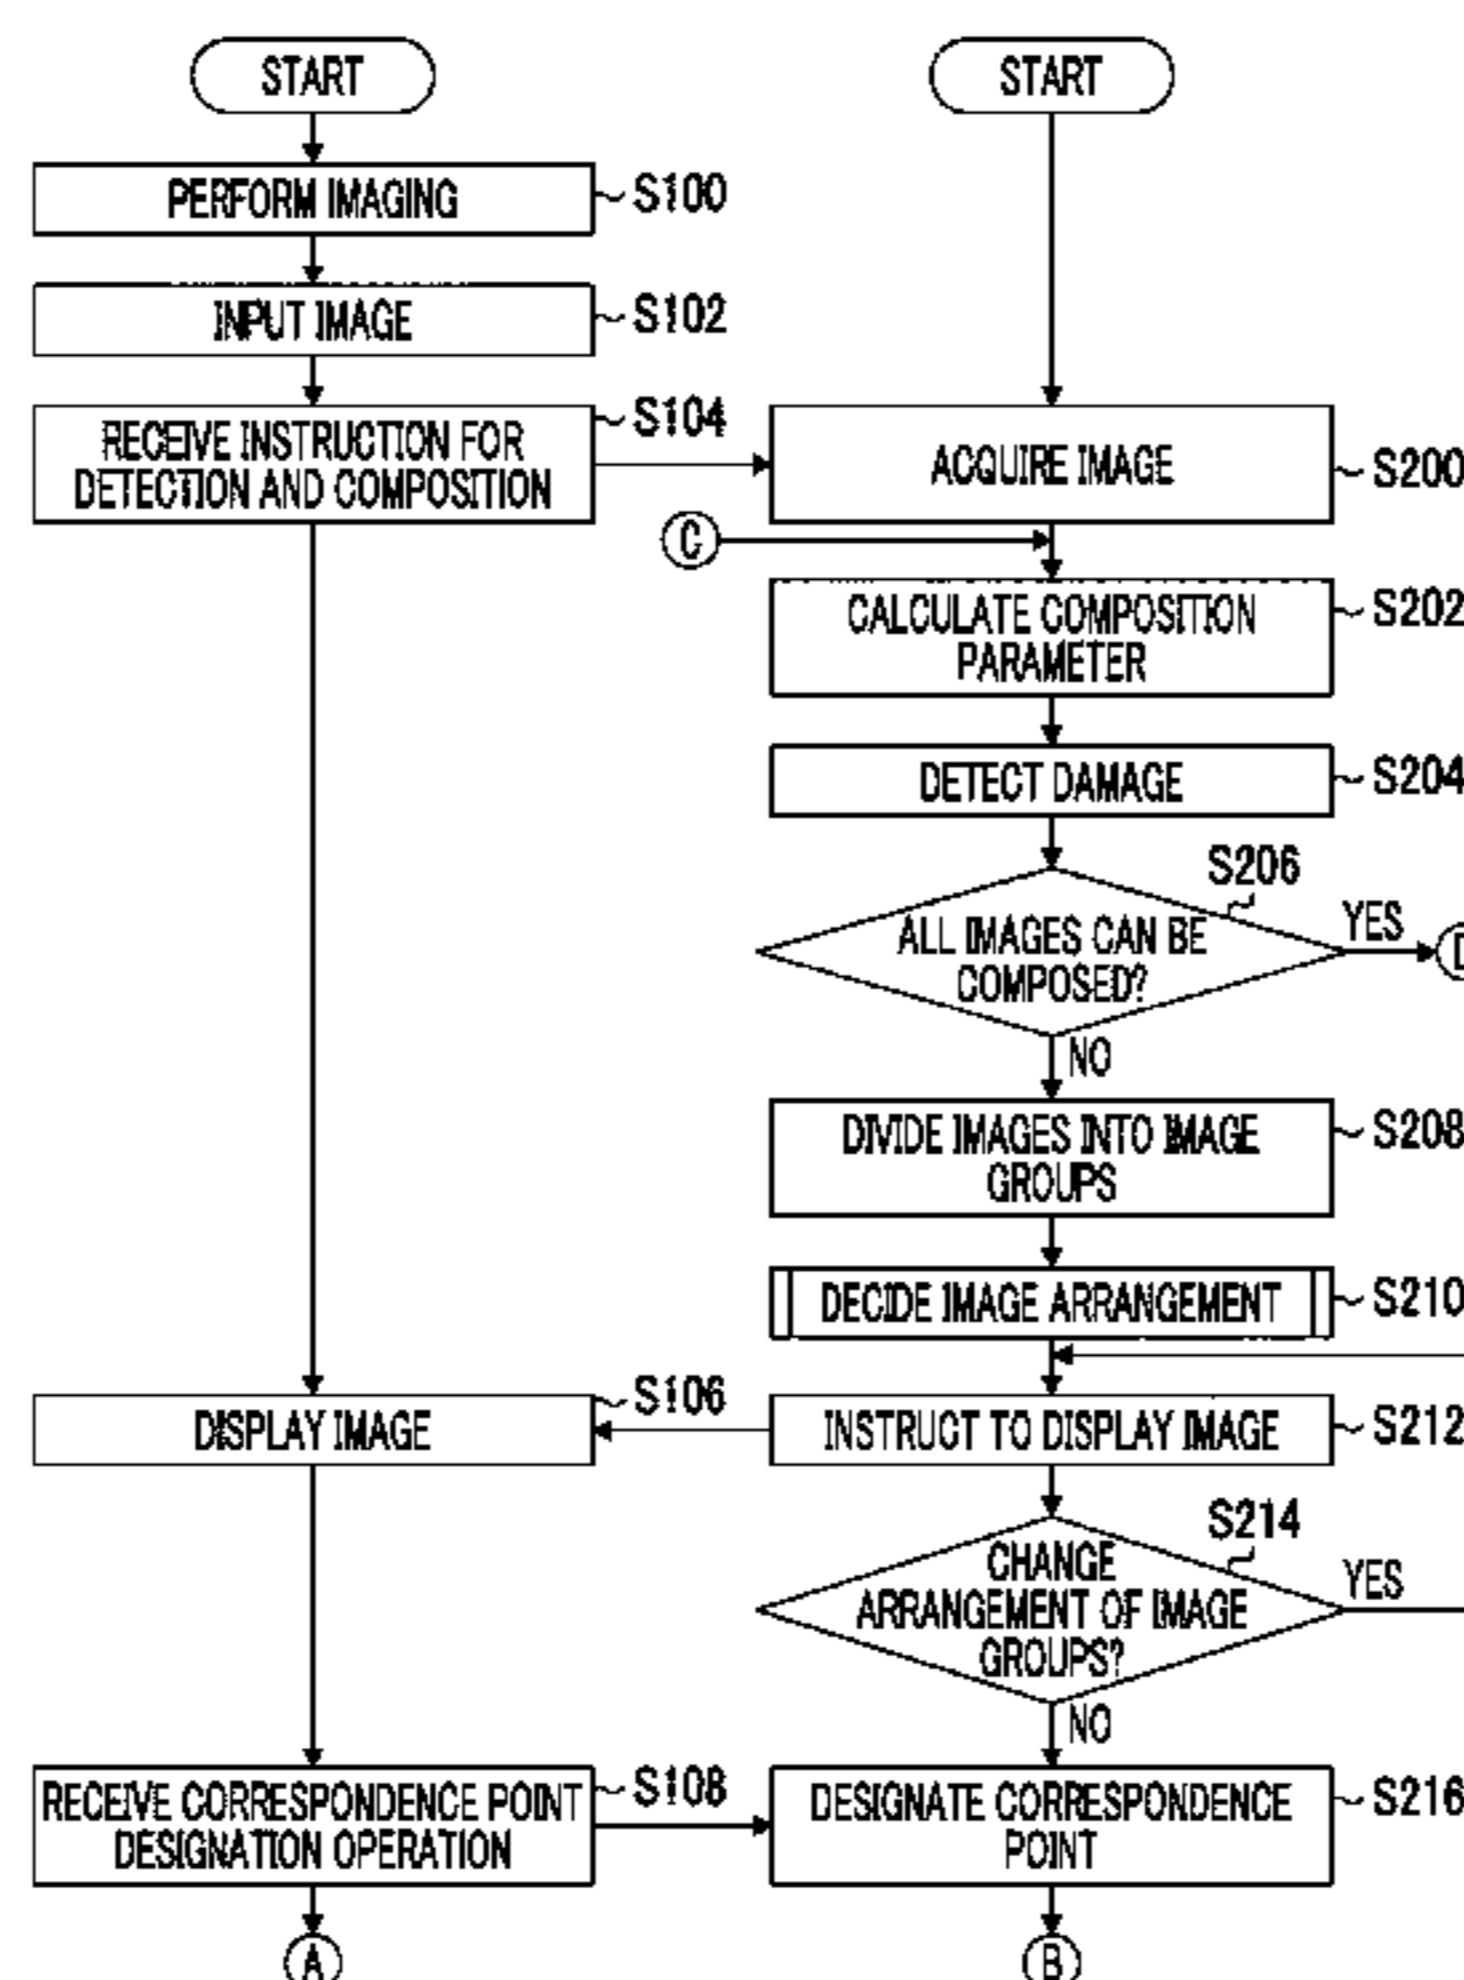 START
START
PERFORM IMAGING
S100
INPUT IMAGE
S102
RECEIVE INSTRUCTION FOR
DETECTION AND COMPOSITION
S104
ACQUIRE IMAGE
S200
C
CALCULATE COMPOSITION
PARAMETER
S202
DETECT DAMAGE
S204
S206
ALL IMAGES CAN BE
COMPOSED?
YES
NO
DIVIDE IMAGES INTO IMAGE
GROUPS
S208
DECIDE IMAGE ARRANGEMENT
S210
DISPLAY IMAGE
S106
INSTRUCT TO DISPLAY IMAGE
S212
S214
CHANGE
ARRANGEMENT OF IMAGE
GROUPS?
YES
NO
RECEIVE CORRESPONDENCE POINT
DESIGNATION OPERATION
S108
DESIGNATE CORRESPONDENCE
POINT
S216
A
B